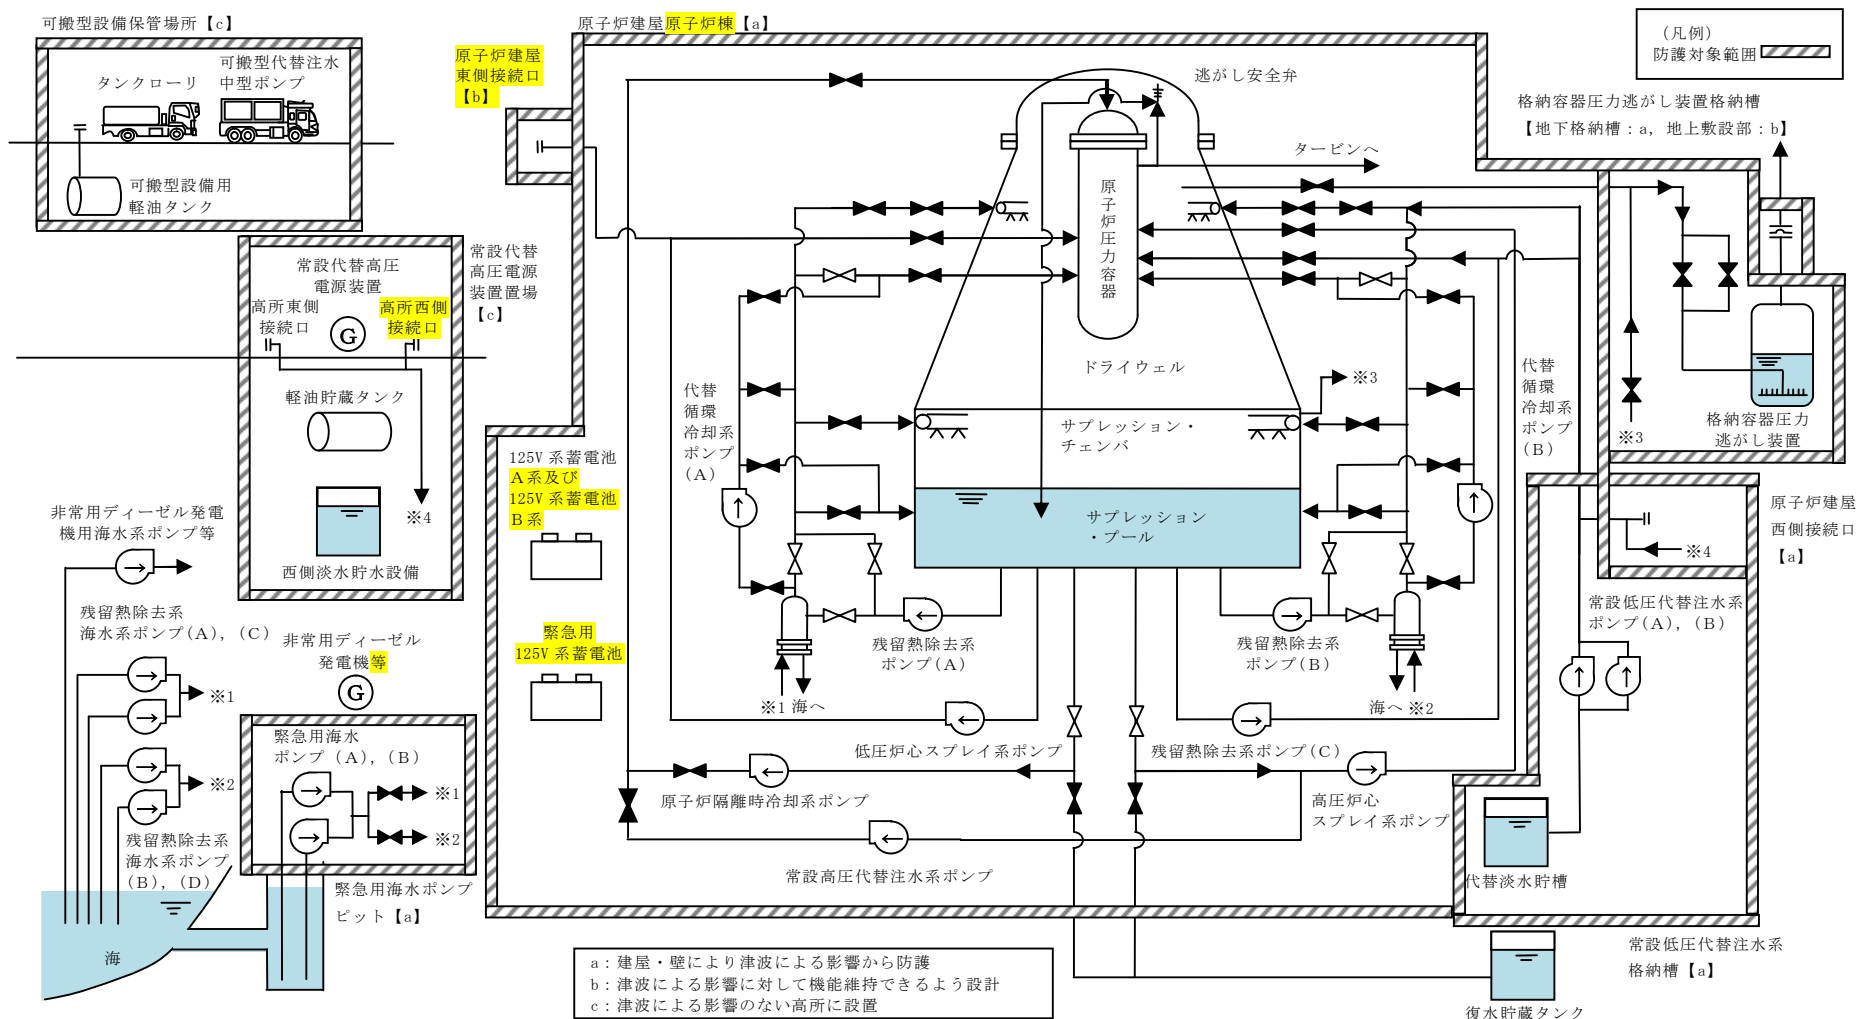 可搬型設備保管場所【c】
タンクローリ
可搬型代替注水
中型ポンプ
可搬型設備用
軽油タンク
原子炉建屋
東側接続口
【b】
原子炉建屋原子炉棟【a】
逃がし安全弁
(凡例)
防護対象範囲
格納容器圧力逃がし装置格納槽
【地下格納槽:a, 地上敷設部:b】
タービンへ
原子炉圧力容器
常設代替高圧
電源装置
高所東側
接続口
G
高所西側
接続口
常設代替
高圧電源
装置置場
【c】
軽油貯蔵タンク
※4
西側淡水貯水設備
ドライウェル
※3
代替
循環
冷却系
ポンプ
(A)
代替
循環
冷却系
ポンプ
(B)
サプレッション・
チェンバ
サプレッション
・プール
※3
格納容器圧力
逃がし装置
125V 系蓄電池
A系及び
125V 系蓄電池
B系
緊急用
125V 系蓄電池
非常用ディーゼル発電
機用海水系ポンプ等
残留熱除去系
海水系ポンプ(A),(C)
※1
※2
残留熱除去系
海水系ポンプ
(B),(D)
非常用ディーゼル
発電機等
G
緊急用海水
ポンプ(A),(B)
※1
※2
緊急用海水ポンプ
ピット【a】
海
残留熱除去系
ポンプ(A)
※1 海へ
残留熱除去系
ポンプ(B)
海へ ※2
低圧炉心スプレイ系ポンプ
残留熱除去系ポンプ(C)
原子炉隔離時冷却系ポンプ
高圧炉心
スプレイ系ポンプ
常設高圧代替注水系ポンプ
原子炉建屋
西側接続口
【a】
※4
常設低圧代替注水系
ポンプ(A),(B)
代替淡水貯槽
常設低圧代替注水系
格納槽【a】
復水貯蔵タンク
a:建屋・壁により津波による影響から防護
b:津波による影響に対して機能維持できるよう設計
c:津波による影響のない高所に設置